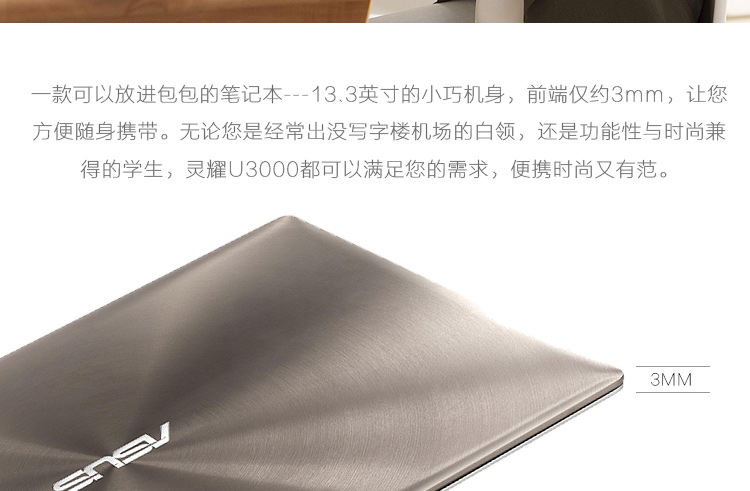 一款可以放进包包的笔记本---13.3英寸的小巧机身，前端仅约3mm，让您
方便随身携带。无论您是经常出没写字楼机场的白领，还是功能性与时尚兼
得的学生，灵耀U3000都可以满足您的需求，便携时尚又有范。
3MM
ASUS